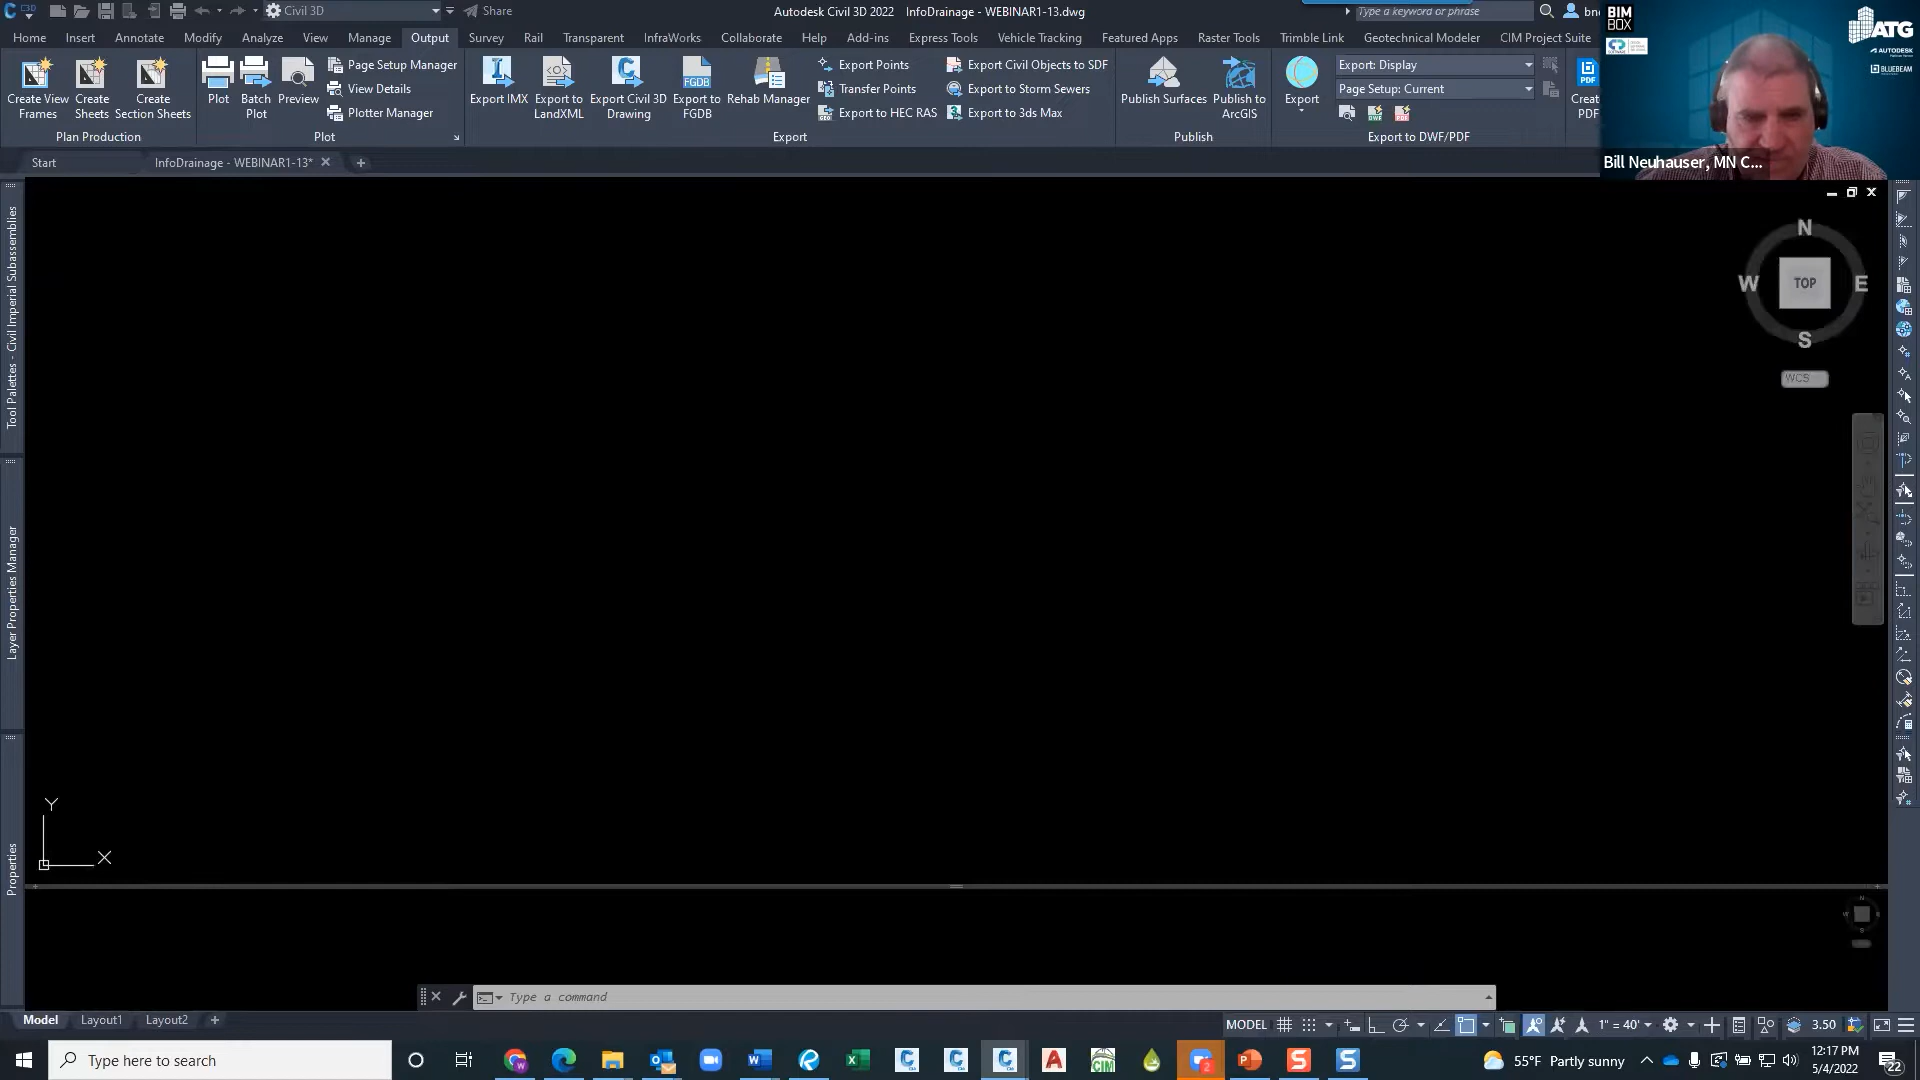 Civil 3D
Share
Autodesk Civil 3D 2022 InfoDrainage - WEBINAR1-13.dwg
Type a keyword or phrase
Home Insert Annotate Modify Analyze View Manage Output Survey Rail Transparent InfraWorks Collaborate Help Add-ins Express Tools Vehicle Tracking Featured Apps Raster Tools Trimble Link Geotechnical Modeler CIM Project Suite
Create View Frames
Create Sheets
Create Section Sheets
Plan Production
Plot
Batch Plot
Preview
Page Setup Manager
View Details
Plotter Manager
Plot
Export IMX
Export to LandXML
Export Civil 3D Drawing
FGDB
Export to FGDB
Rehab Manager
Export Points
Transfer Points
Export to HEC RAS
Export Civil Objects to SDF
Export to Storm Sewers
Export to 3ds Max
Export
Publish Surfaces
Publish to ArcGIS
Publish
Export
Export: Display
Page Setup: Current
Export to DWF/PDF
PDF
BIM
BOX
ATG
AUTODESK
BLUEBEAM
Bill Neuhauser, MN C...
Start
InfoDrainage - WEBINAR1-13*
Tool Palettes - Civil Imperial Subassemblies
Layer Properties Manager
Properties
N
W TOP E
S
WCS
Y
X
Type a command
Model Layout1 Layout2
MODEL
1" = 40'
3.50
Type here to search
55°F Partly sunny
12:17 PM
5/4/2022
22